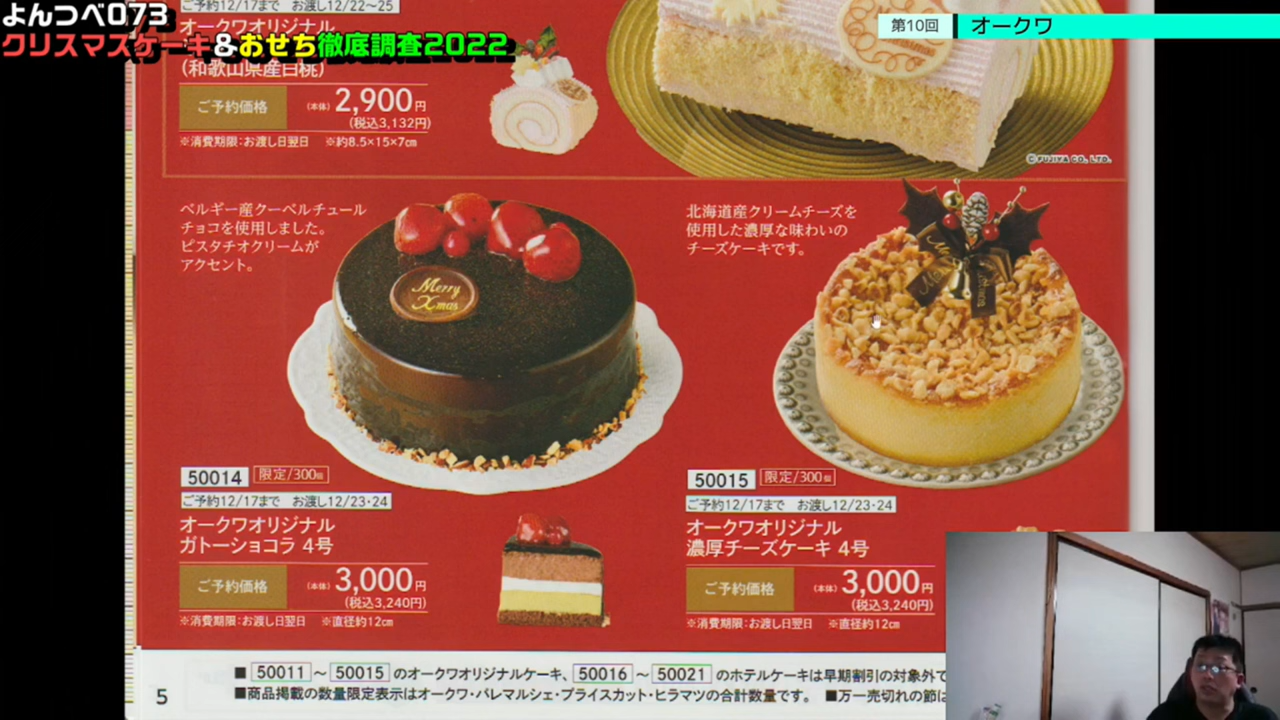 よんつべ073
クリスマスケーキ&おせち徹底調査2022
第10回 オークワ
ご予約12/17まで お渡し12/22〜25
オークワオリジナル
(和歌山県産白桃)
ご予約価格 (本体) 2,900円
(税込3,132円)
※消費期限:お渡し日翌日 ※約8.5×15×7cm
©FUJIYA CO., LTD.
ベルギー産クーベルチュール
チョコを使用しました。
ピスタチオクリームが
アクセント。
Merry
Xmas
50014 限定/300個
ご予約12/17まで お渡し12/23・24
オークワオリジナル
ガトーショコラ 4号
ご予約価格 (本体) 3,000円
(税込3,240円)
※消費期限:お渡し日翌日 ※直径約12cm
北海道産クリームチーズを
使用した濃厚な味わいの
チーズケーキです。
50015 限定/300個
ご予約12/17まで お渡し12/23・24
オークワオリジナル
濃厚チーズケーキ 4号
ご予約価格 (本体) 3,000円
(税込3,240円)
※消費期限:お渡し日翌日 ※直径約12cm
■ 50011 〜 50015 のオークワオリジナルケーキ、 50016 〜 50021 のホテルケーキは早期割引の対象外で
■商品掲載の数量限定表示はオークワ・パレマルシェ・プライスカット・ヒラマツの合計数量です。 ■万一売切れの節は
5